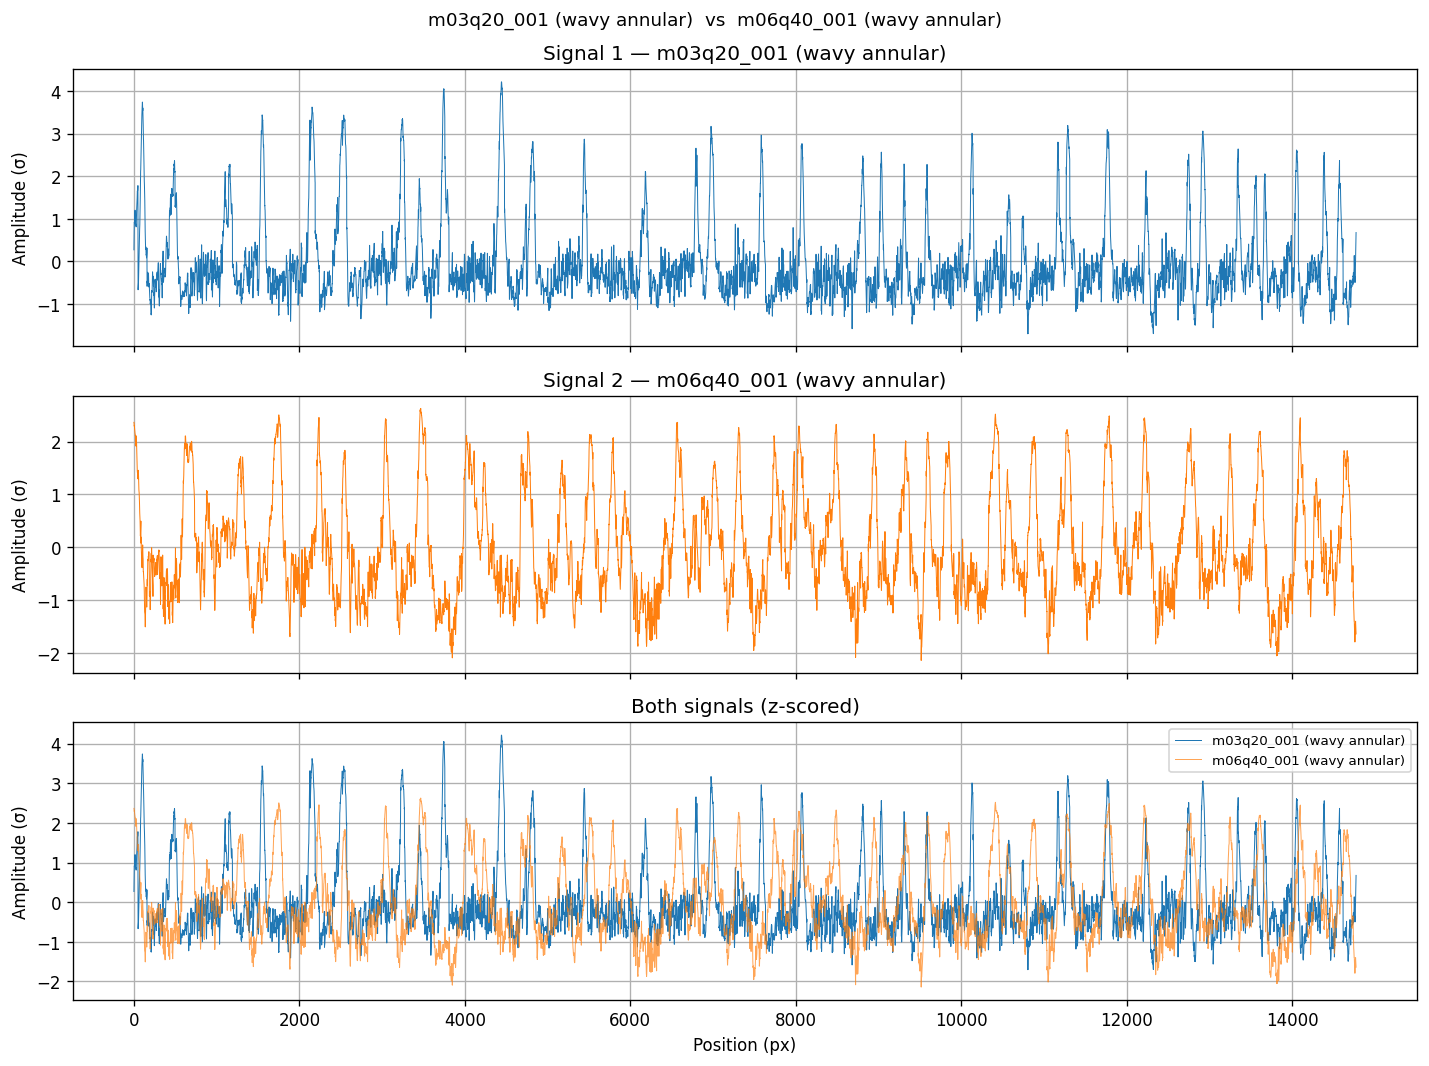 m03q20_001 (wavy annular)  vs  m06q40_001 (wavy annular)
Signal 1 — m03q20_001 (wavy annular)
Amplitude (σ)
4
3
2
1
0
−1
Signal 2 — m06q40_001 (wavy annular)
Amplitude (σ)
2
1
0
−1
−2
Both signals (z-scored)
Amplitude (σ)
4
3
2
1
0
−1
−2
m03q20_001 (wavy annular)
m06q40_001 (wavy annular)
0 2000 4000 6000 8000 10000 12000 14000
Position (px)